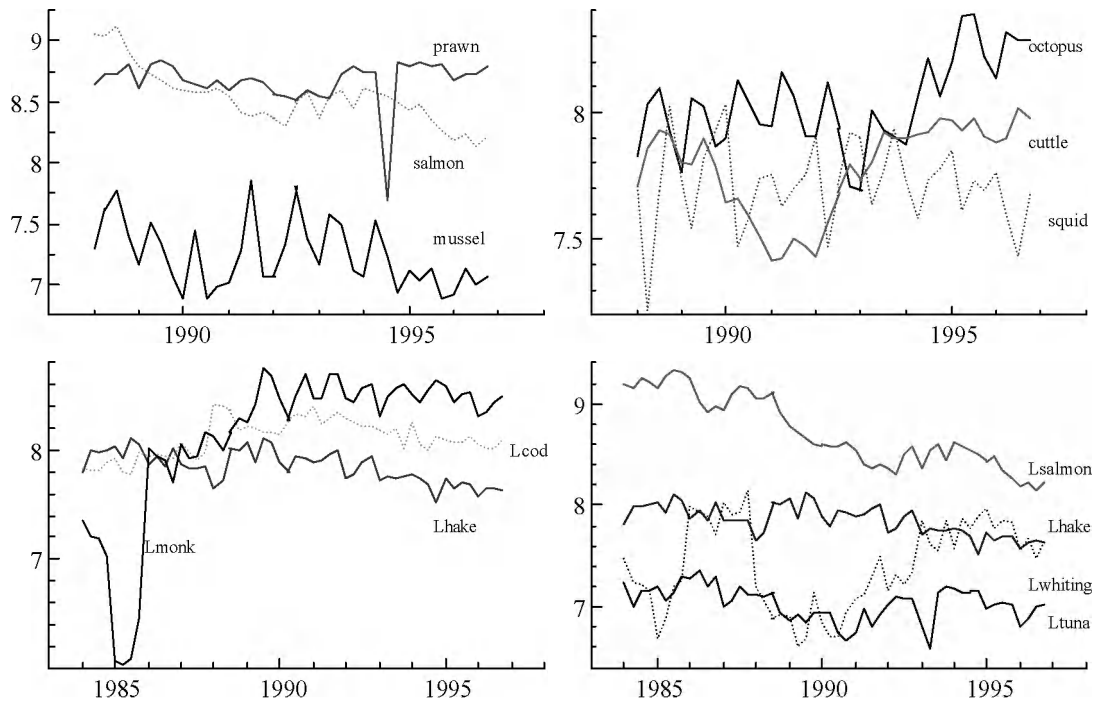 9
8.5
8
7.5
7
prawn
salmon
mussel
1990
1995
8
7.5
octopus
cuttle
squid
1990
1995
8
7
Lcod
Lhake
Lmonk
1985
1990
1995
9
8
7
Lsalmon
Lhake
Lwhiting
Ltuna
1985
1990
1995